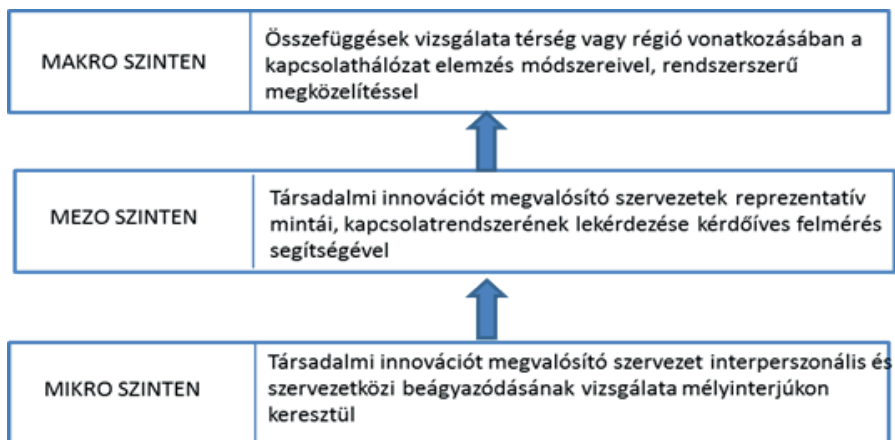 MAKRO SZINTEN
Összefüggések vizsgálata térség vagy régió vonatkozásában a
kapcsolathálózat elemzés módszereivel, rendszerszerű
megközelítéssel
MEZO SZINTEN
Társadalmi innovációt megvalósító szervezetek reprezentatív
mintái, kapcsolatrendszerének lekérdezése kérdőíves felmérés
segítségével
MIKRO SZINTEN
Társadalmi innovációt megvalósító szervezet interperszonális és
szervezetközi beágyazódásának vizsgálata mélyinterjúkon
keresztül